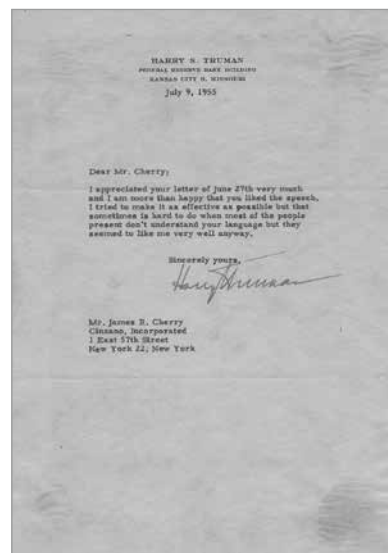 HARRY S. TRUMAN
FEDERAL RESERVE BANK BUILDING
KANSAS CITY 6, MISSOURI
July 9, 1955
Dear Mr. Cherry:
I appreciated your letter of June 27th very much
and I am more than happy that you liked the speech.
I tried to make it as effective as possible but that
sometimes is hard to do when most of the people
present don't understand your language but they
seemed to like me very well anyway.
Sincerely yours,
Harry Truman
Mr. James R. Cherry
Cinzano, Incorporated
1 East 57th Street
New York 22, New York